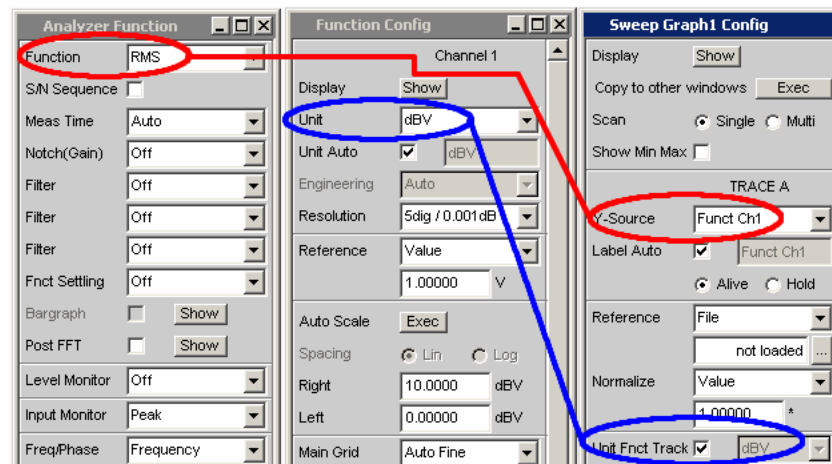 Analyzer Function
Function RMS
S/N Sequence
Meas Time Auto
Notch(Gain) Off
Filter Off
Filter Off
Filter Off
Fnct Settling Off
Bargraph Show
Post FFT Show
Level Monitor Off
Input Monitor Peak
Freq/Phase Frequency
Function Config
Channel 1
Display Show
Unit dBV
Unit Auto dBV
Engineering Auto
Resolution 5dig / 0.001dB
Reference Value
1.00000 V
Auto Scale Exec
Spacing Lin Log
Right 10.0000 dBV
Left 0.00000 dBV
Main Grid Auto Fine
Sweep Graph1 Config
Display Show
Copy to other windows Exec
Scan Single Multi
Show Min Max
TRACE A
Y-Source Funct Ch1
Label Auto Funct Ch1
Alive Hold
Reference File
not loaded ...
Normalize Value
1.00000 *
Unit Fnct Track dBV